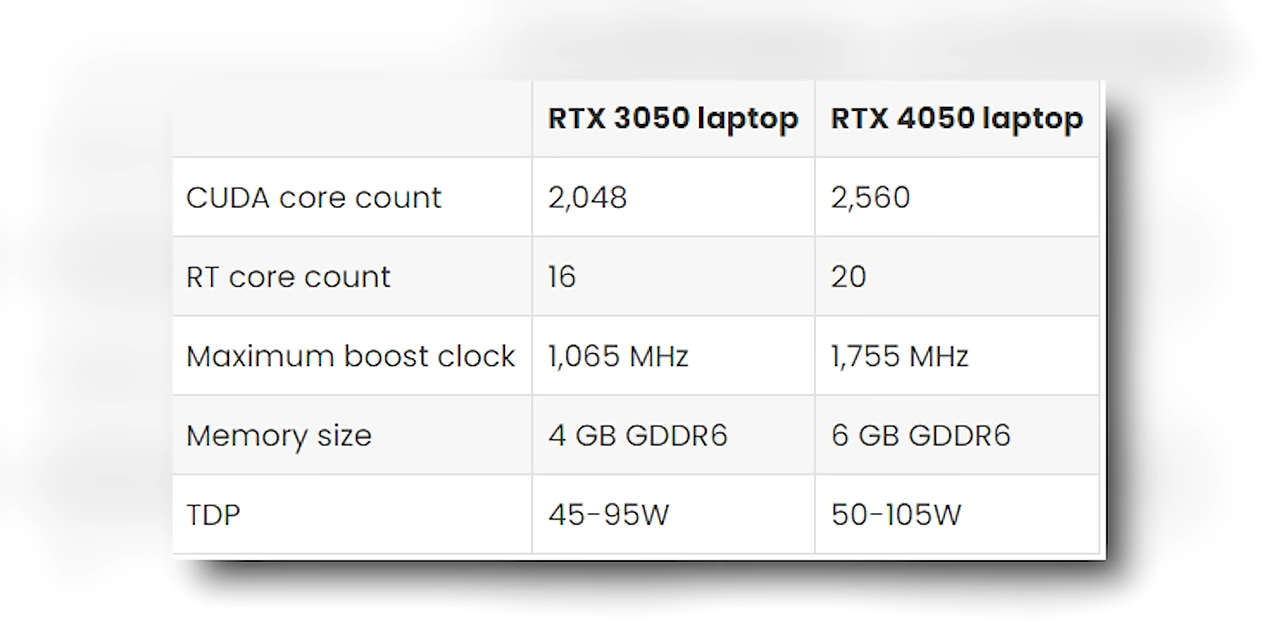 RTX 3050 laptop RTX 4050 laptop
CUDA core count 2,048 2,560
RT core count 16 20
Maximum boost clock 1,065 MHz 1,755 MHz
Memory size 4 GB GDDR6 6 GB GDDR6
TDP 45-95W 50-105W